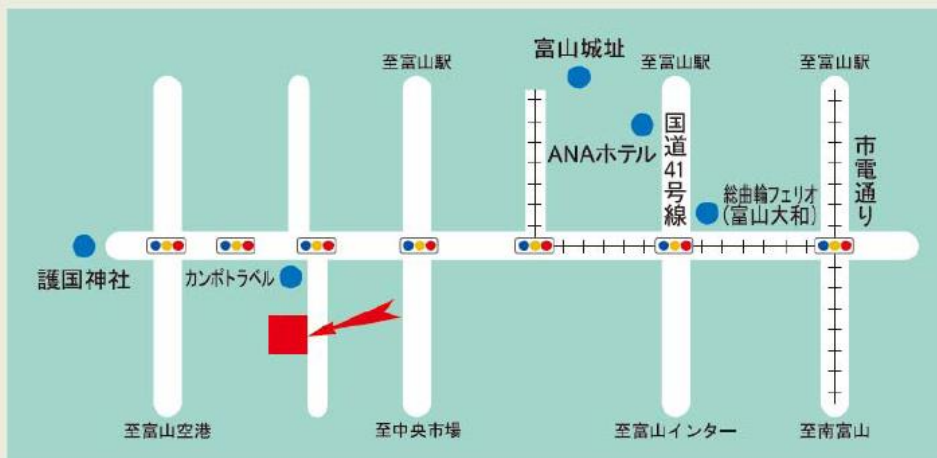 富山城址
至富山駅
至富山駅
至富山駅
ANAホテル
国道41号線
市電通り
総曲輪フェリオ
(富山大和)
護国神社
カンポトラベル
至富山空港
至中央市場
至富山インター
至南富山